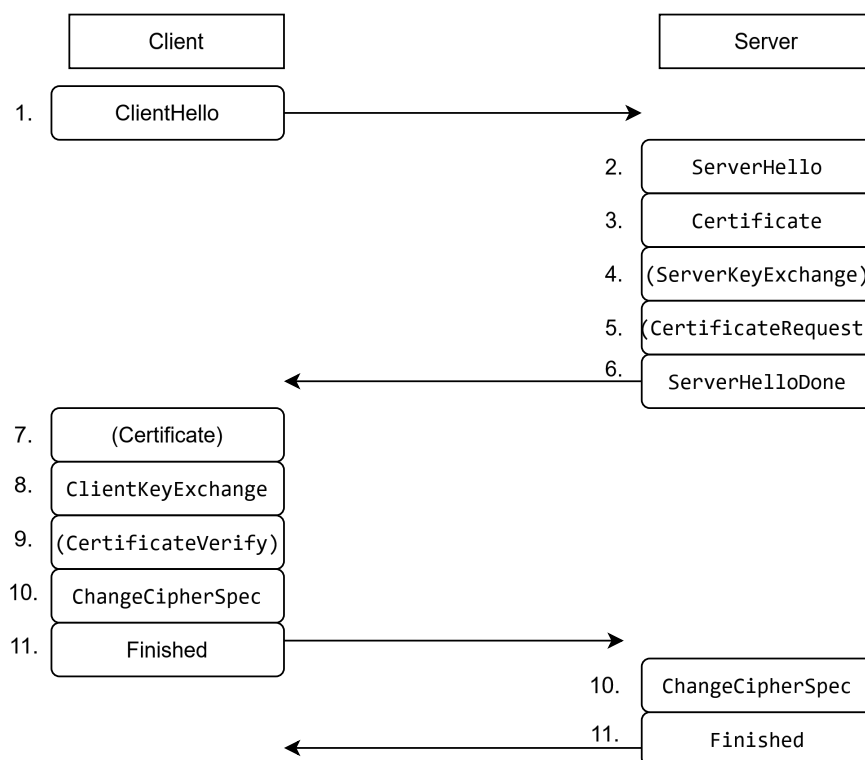 Client
Server
1. ClientHello
2. ServerHello
3. Certificate
4. (ServerKeyExchange)
5. (CertificateRequest
6. ServerHelloDone
7. (Certificate)
8. ClientKeyExchange
9. (CertificateVerify)
10. ChangeCipherSpec
11. Finished
10. ChangeCipherSpec
11. Finished